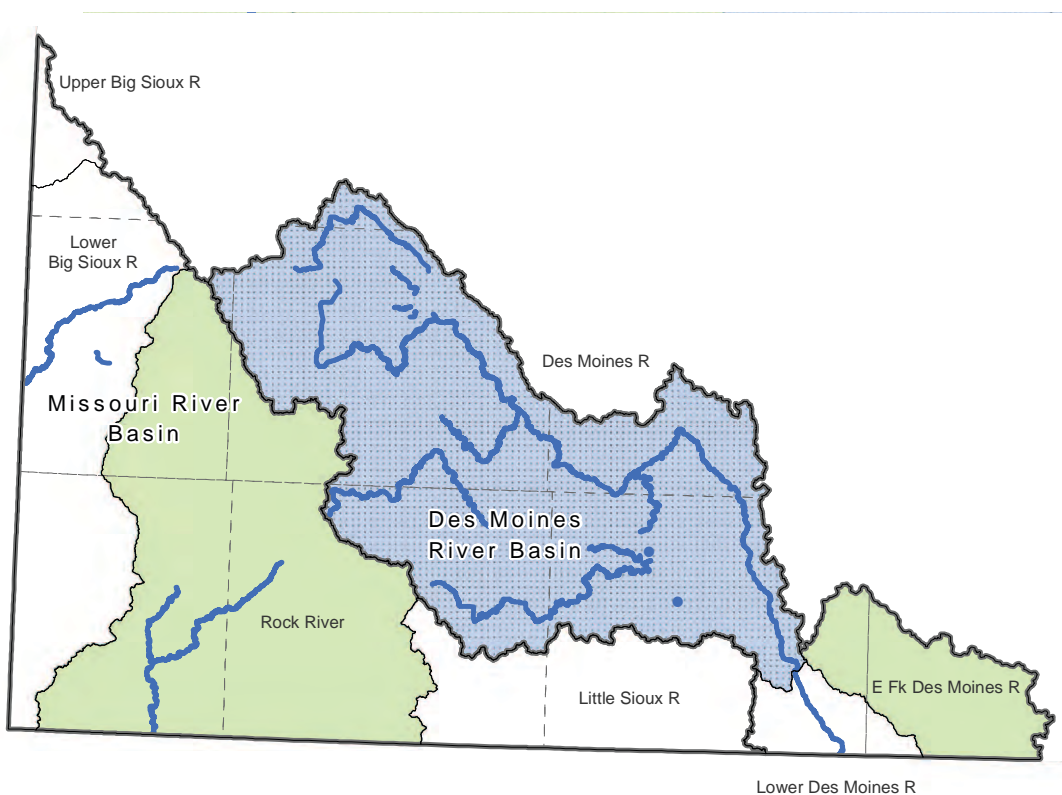 Upper Big Sioux R
Lower
Big Sioux R
Des Moines R
Missouri River
Basin
Des Moines
River Basin
Rock River
E Fk Des Moines R
Little Sioux R
Lower Des Moines R